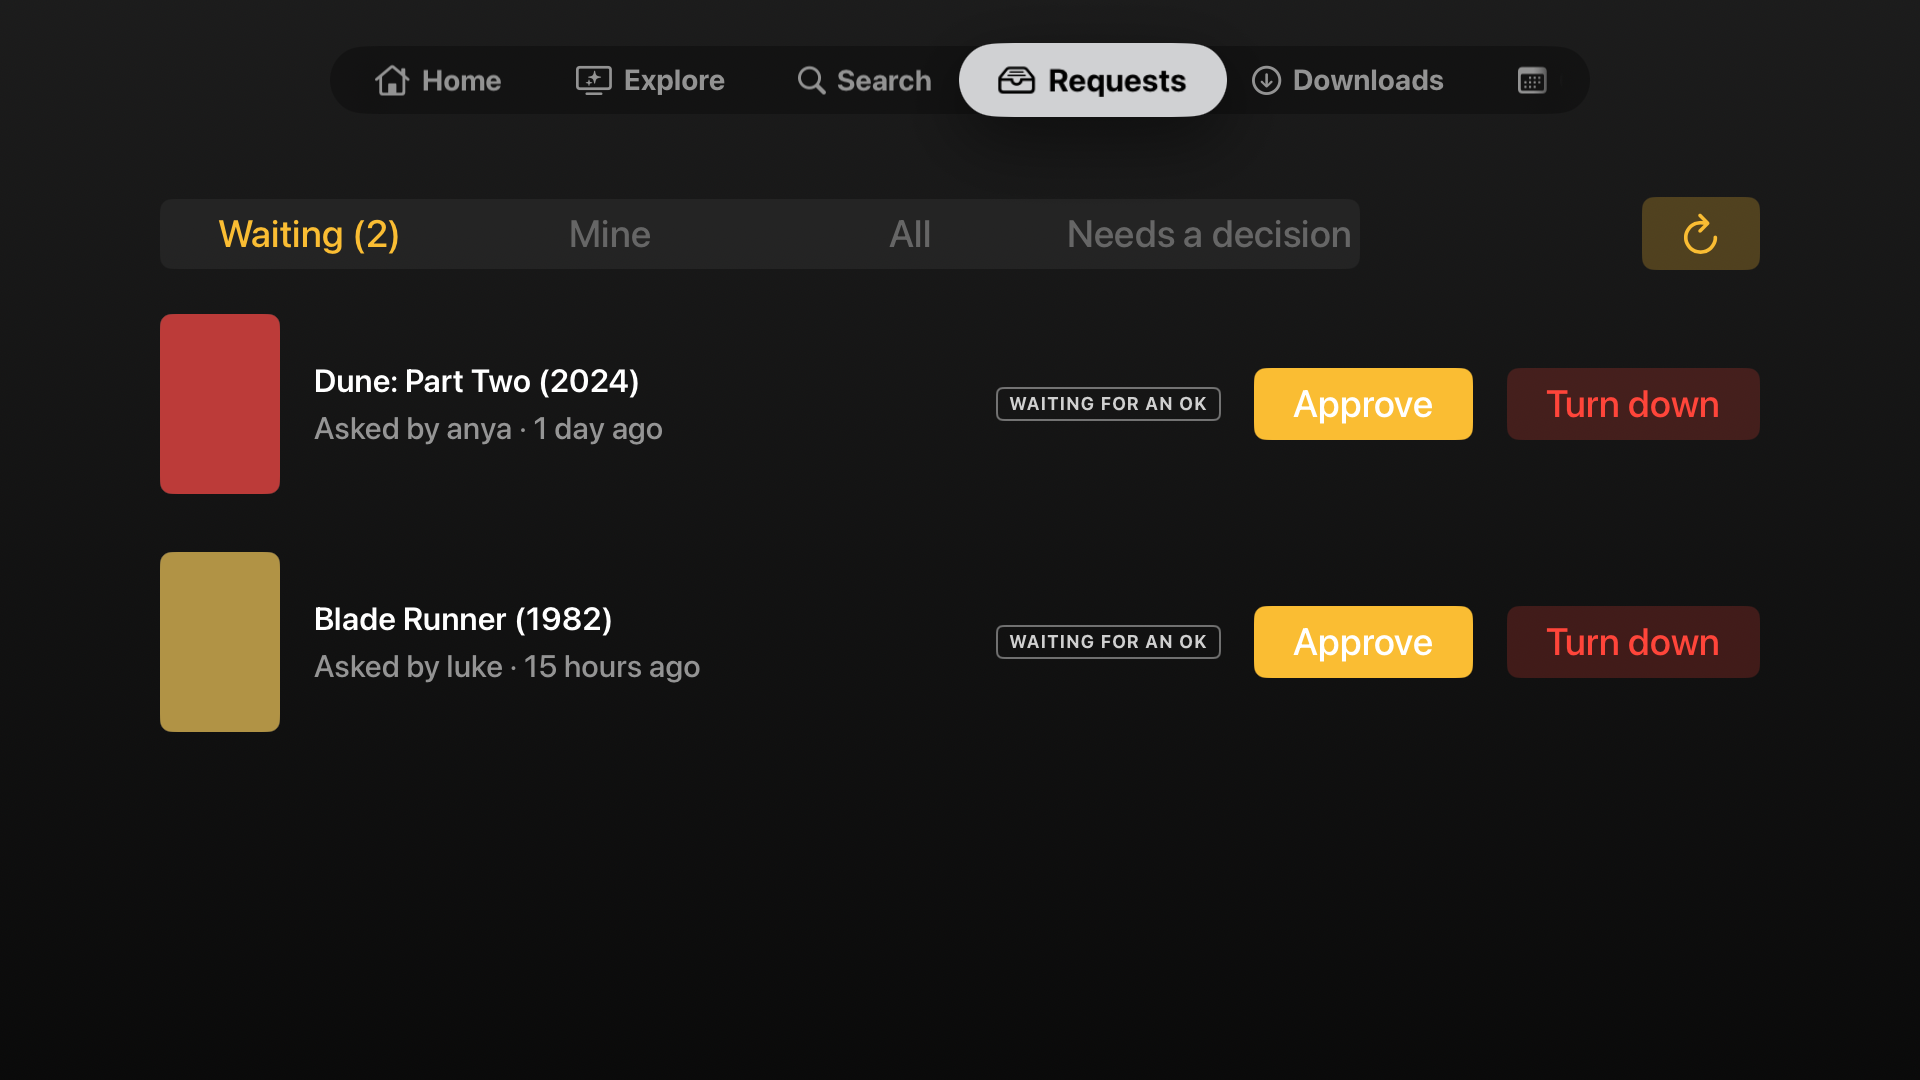 Home Explore Search Requests Downloads
Waiting (2) Mine All Needs a decision
Dune: Part Two (2024)
Asked by anya · 1 day ago
WAITING FOR AN OK Approve Turn down
Blade Runner (1982)
Asked by luke · 15 hours ago
WAITING FOR AN OK Approve Turn down